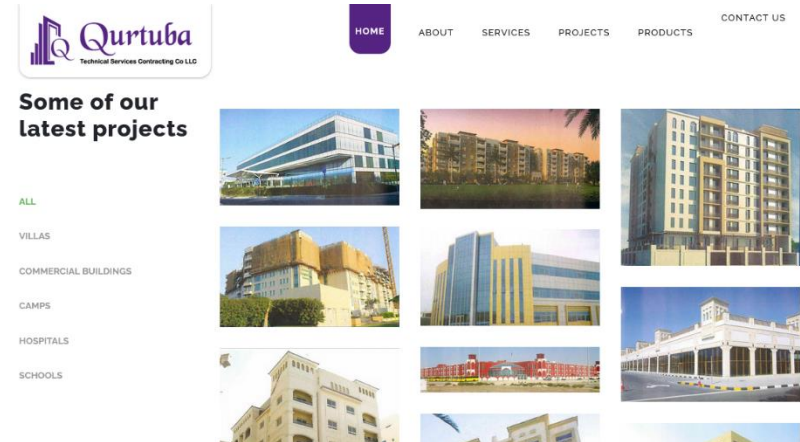 Qurtuba
Technical Services Contracting Co LLC
HOME
ABOUT
SERVICES
PROJECTS
PRODUCTS
CONTACT US
Some of our
latest projects
ALL
VILLAS
COMMERCIAL BUILDINGS
CAMPS
HOSPITALS
SCHOOLS